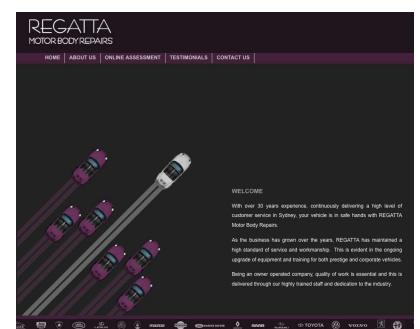 REGATTA
MOTOR BODY REPAIRS
HOME ABOUT US ONLINE ASSESSMENT TESTIMONIALS CONTACT US
WELCOME
With over 30 years experience, continuously delivering a high level of
customer service in Sydney, your vehicle is in safe hands with REGATTA
Motor Body Repairs.
As the business has grown over the years, REGATTA has maintained a
high standard of service and workmanship. This is evident in the ongoing
upgrade of equipment and training for both prestige and corporate vehicles.
Being an owner operated company, quality of work is essential and this is
delivered through our highly trained staff and dedication to the industry.
mazda SAAB TOYOTA VOLVO